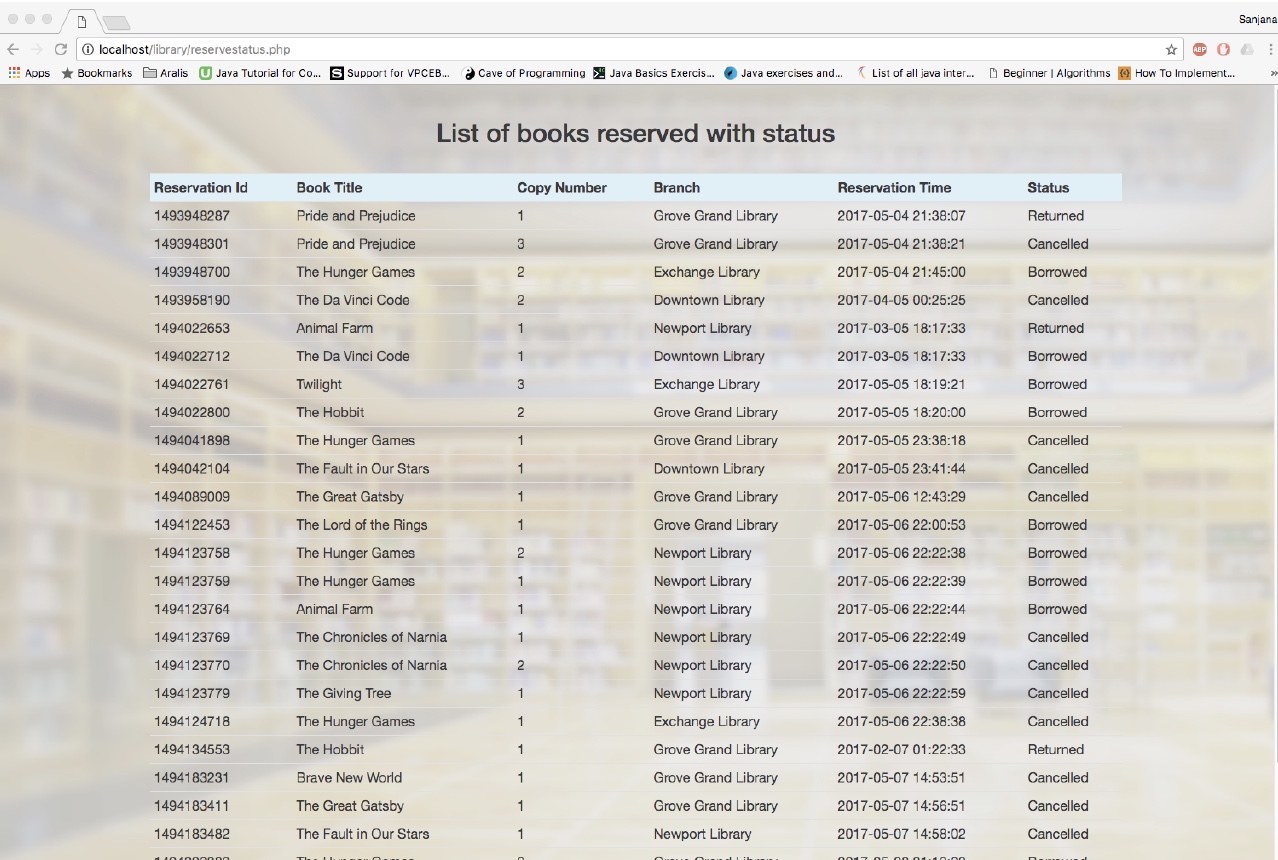 Sanjana
localhost/library/reservestatus.php
Apps Bookmarks Aralis Java Tutorial for Co... Support for VPCEB... Cave of Programming Java Basics Exercis... Java exercises and... List of all java inter... Beginner | Algorithms How To Implement... »
List of books reserved with status
Reservation Id Book Title Copy Number Branch Reservation Time Status
1493948287 Pride and Prejudice 1 Grove Grand Library 2017-05-04 21:38:07 Returned
1493948301 Pride and Prejudice 3 Grove Grand Library 2017-05-04 21:38:21 Cancelled
1493948700 The Hunger Games 2 Exchange Library 2017-05-04 21:45:00 Borrowed
1493958190 The Da Vinci Code 2 Downtown Library 2017-04-05 00:25:25 Cancelled
1494022653 Animal Farm 1 Newport Library 2017-03-05 18:17:33 Returned
1494022712 The Da Vinci Code 1 Downtown Library 2017-03-05 18:17:33 Borrowed
1494022761 Twilight 3 Exchange Library 2017-05-05 18:19:21 Borrowed
1494022800 The Hobbit 2 Grove Grand Library 2017-05-05 18:20:00 Borrowed
1494041898 The Hunger Games 1 Grove Grand Library 2017-05-05 23:38:18 Cancelled
1494042104 The Fault in Our Stars 1 Downtown Library 2017-05-05 23:41:44 Cancelled
1494089009 The Great Gatsby 1 Grove Grand Library 2017-05-06 12:43:29 Cancelled
1494122453 The Lord of the Rings 1 Grove Grand Library 2017-05-06 22:00:53 Borrowed
1494123758 The Hunger Games 2 Newport Library 2017-05-06 22:22:38 Borrowed
1494123759 The Hunger Games 1 Newport Library 2017-05-06 22:22:39 Borrowed
1494123764 Animal Farm 1 Newport Library 2017-05-06 22:22:44 Borrowed
1494123769 The Chronicles of Narnia 1 Newport Library 2017-05-06 22:22:49 Cancelled
1494123770 The Chronicles of Narnia 2 Newport Library 2017-05-06 22:22:50 Cancelled
1494123779 The Giving Tree 1 Newport Library 2017-05-06 22:22:59 Cancelled
1494124718 The Hunger Games 1 Exchange Library 2017-05-06 22:38:38 Cancelled
1494134553 The Hobbit 1 Grove Grand Library 2017-02-07 01:22:33 Returned
1494183231 Brave New World 1 Grove Grand Library 2017-05-07 14:53:51 Cancelled
1494183411 The Great Gatsby 1 Grove Grand Library 2017-05-07 14:56:51 Cancelled
1494183482 The Fault in Our Stars 1 Newport Library 2017-05-07 14:58:02 Cancelled